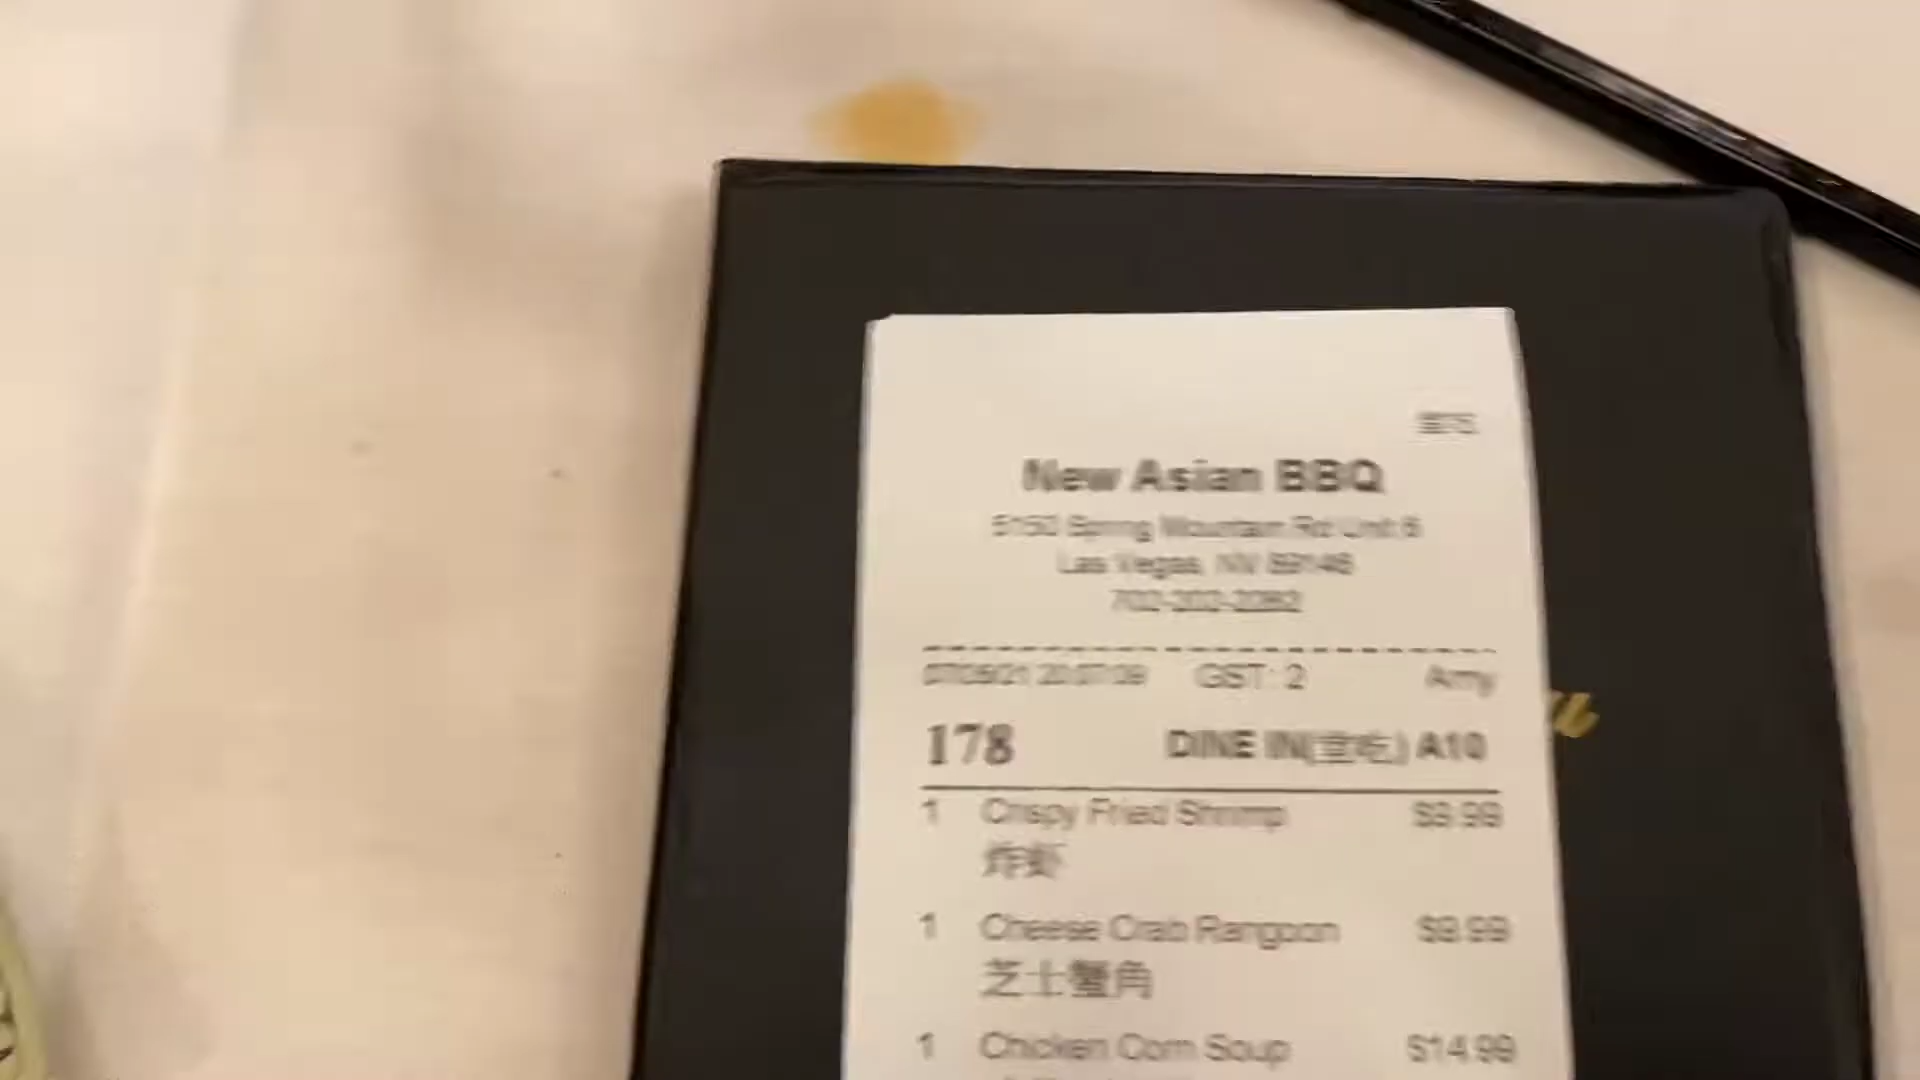 New Asian BBQ
5150 Spring Mountain Rd Unit 6
Las Vegas, NV 89146
GST: 2 Amy
178 DINE IN(堂吃) A10
1 Crispy Fried Shrimp $9.99
炸虾
1 Cheese Crab Rangoon $9.99
芝士蟹角
1 Chicken Corn Soup $14.99